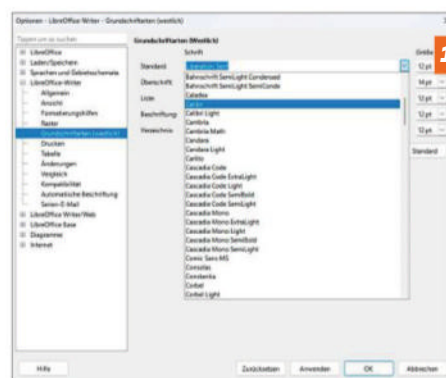 Optionen - LibreOffice Writer - Grundschriftarten (westlich)
LibreOffice
Laden/Speichern
Sprachen und Gebietsschemata
LibreOffice Writer
Allgemein
Ansicht
Formatierungshilfen
Raster
Grundschriftarten (westlich)
Drucken
Tabelle
Änderungen
Vergleich
Kompatibilität
Automatische Beschriftung
Serien-E-Mail
LibreOffice Writer/Web
LibreOffice Base
Diagramme
Internet
Grundschriftarten (Westlich)
Schrift
Größe
Standard
Liberation Serif
12 pt
Überschrift
14 pt
Liste
12 pt
Beschriftung
12 pt
Verzeichnis
12 pt
Bahnschrift SemiLight Condensed
Bahnschrift SemiLight SemiConde
Caladea
Calibri
Calibri Light
Cambria
Cambria Math
Candara
Candara Light
Carlito
Cascadia Code
Cascadia Code ExtraLight
Cascadia Code Light
Cascadia Code SemiBold
Cascadia Code SemiLight
Cascadia Mono
Cascadia Mono ExtraLight
Cascadia Mono Light
Cascadia Mono SemiBold
Cascadia Mono SemiLight
Comic Sans MS
Consolas
Constantia
Corbel
Corbel Light
Standard
Hilfe
Zurücksetzen
Anwenden
OK
Abbrechen